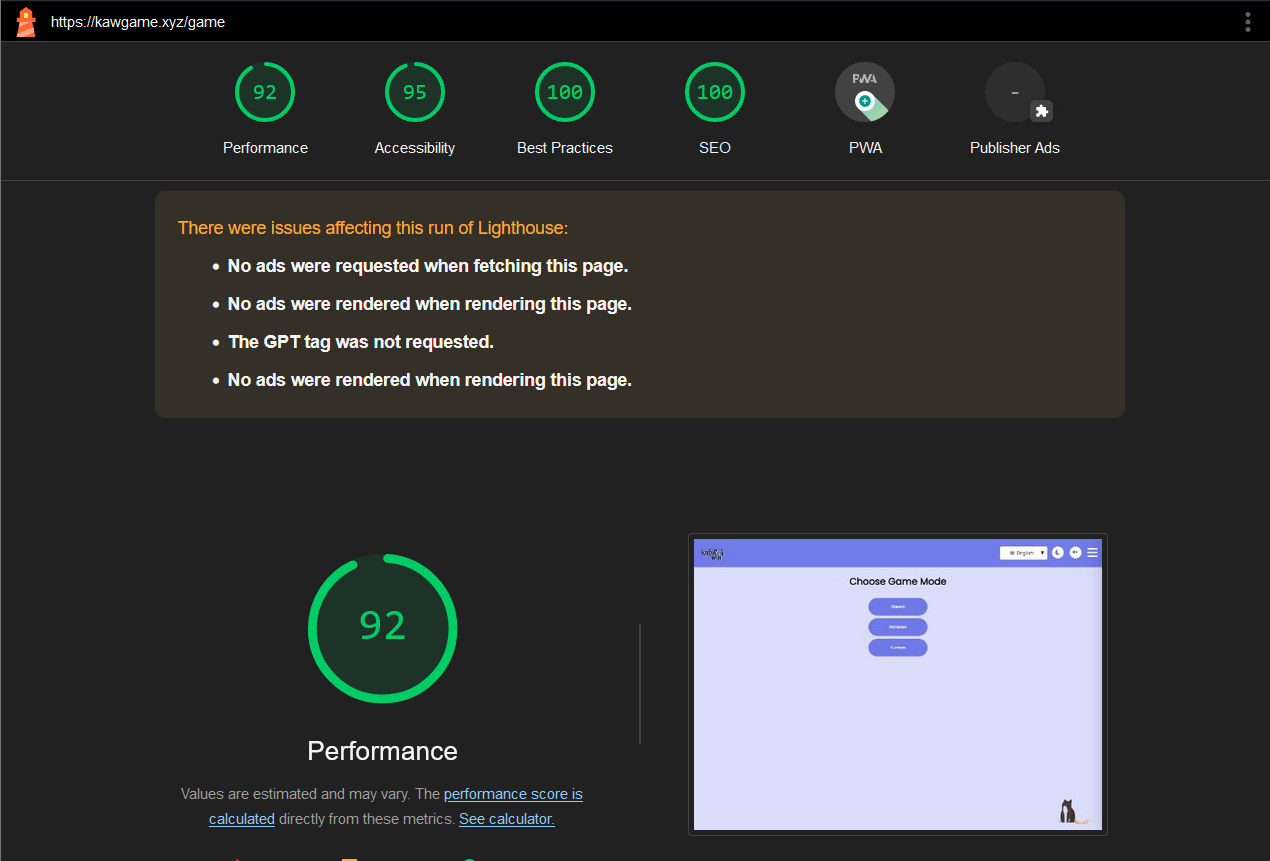 https://kawgame.xyz/game
92
95
100
100
PWA
-
Performance
Accessibility
Best Practices
SEO
PWA
Publisher Ads
There were issues affecting this run of Lighthouse:
• No ads were requested when fetching this page.
• No ads were rendered when rendering this page.
• The GPT tag was not requested.
• No ads were rendered when rendering this page.
English
Choose Game Mode
Classic
92
Performance
Values are estimated and may vary. The performance score is
calculated directly from these metrics. See calculator.